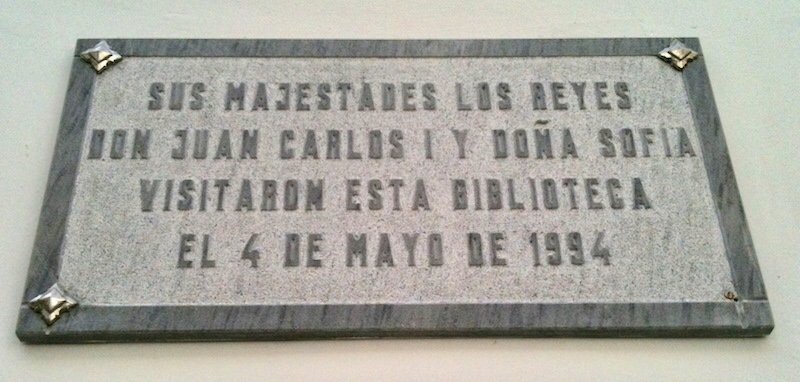 SUS MAJESTADES LOS REYES
DON JUAN CARLOS I Y DOÑA SOFIA
VISITARON ESTA BIBLIOTECA
EL 4 DE MAYO DE 1994